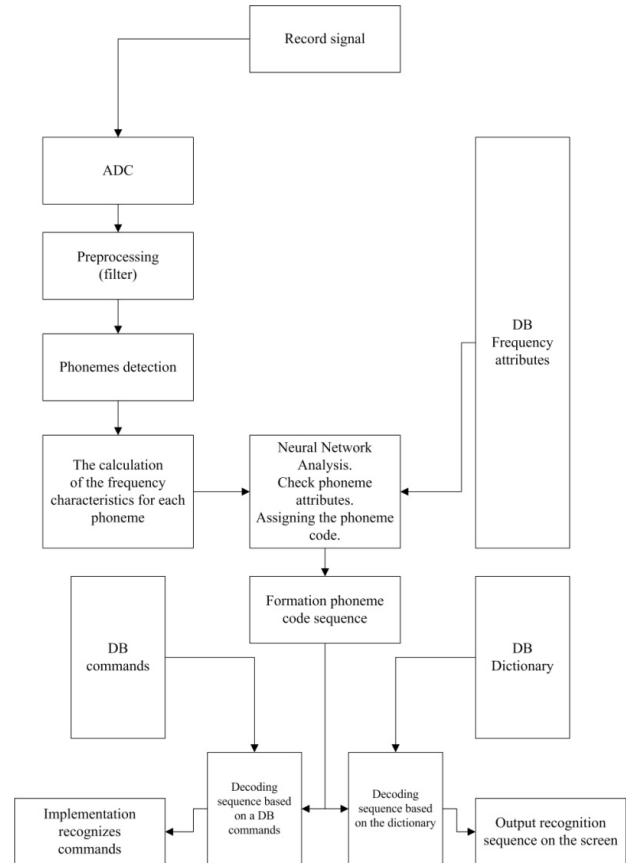 Record signal
ADC
Preprocessing
(filter)
Phonemes detection
DB
Frequency
attributes
The calculation
of the frequency
characteristics for each
phoneme
Neural Network
Analysis.
Check phoneme
attributes.
Assigning the phoneme
code.
Formation phoneme
code sequence
DB
commands
DB
Dictionary
Decoding
sequence based
on a DB
commands
Decoding
sequence based
on the dictionary
Implementation
recognizes
commands
Output recognition
sequence on the screen